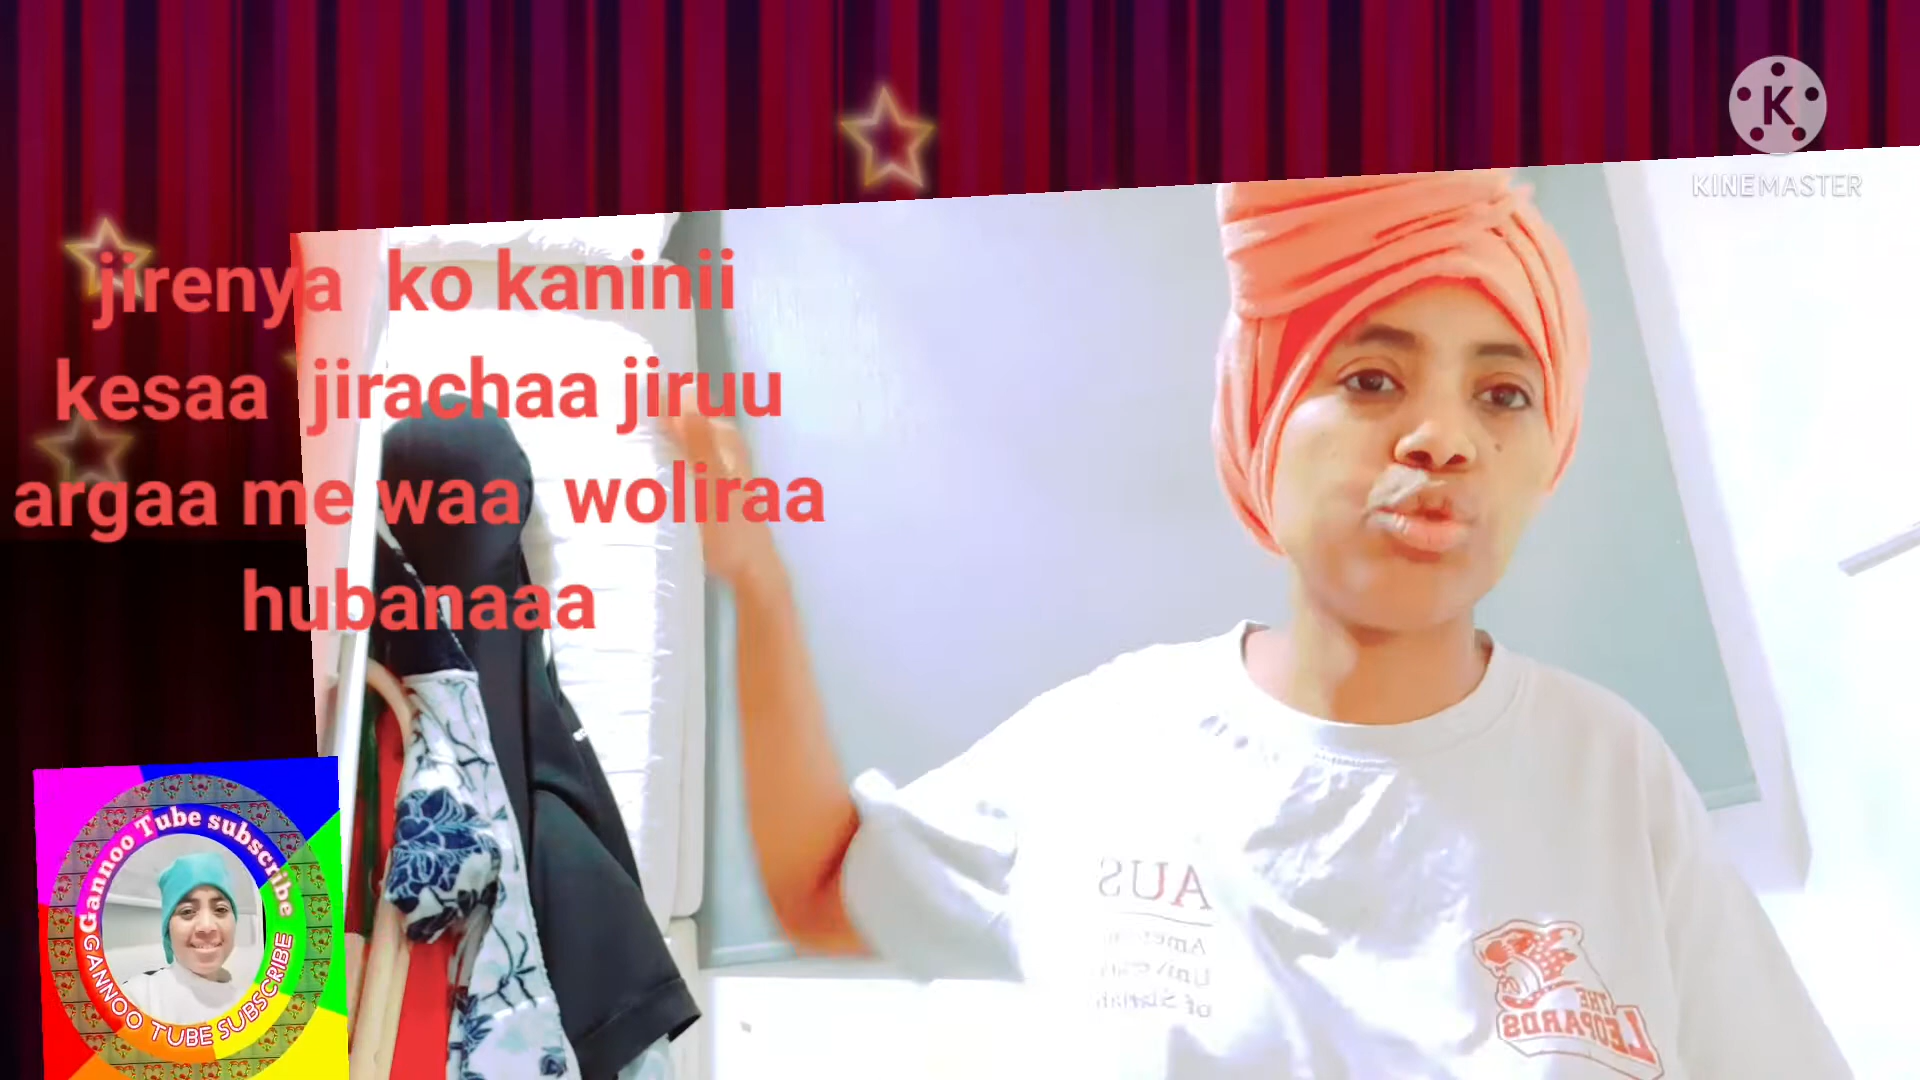 KINEMASTER
jirenya ko kaninii
kesaa jirachaa jiruu
argaa me waa woliraa
hubanaaa
Gannoo Tube subscribe
GANNOO TUBE SUBSCRIBE
AUS
THE
LEOPARDS